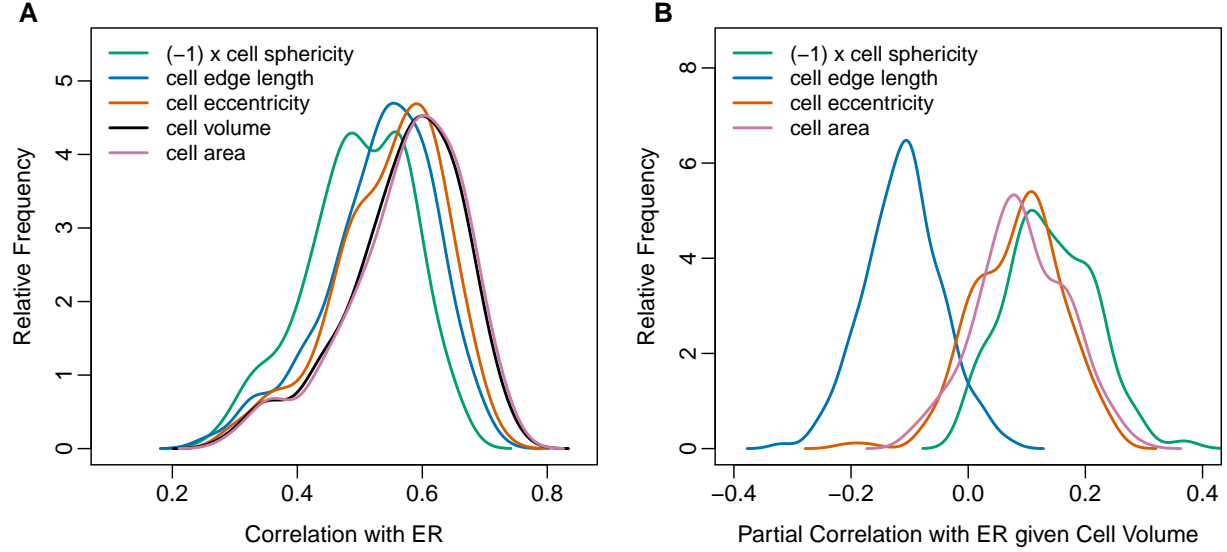 A
(−1) x cell sphericity
cell edge length
cell eccentricity
cell volume
cell area
Relative Frequency
0
1
2
3
4
5
0.2
0.4
0.6
0.8
Correlation with ER
B
(−1) x cell sphericity
cell edge length
cell eccentricity
cell area
Relative Frequency
0
2
4
6
8
−0.4
−0.2
0.0
0.2
0.4
Partial Correlation with ER given Cell Volume